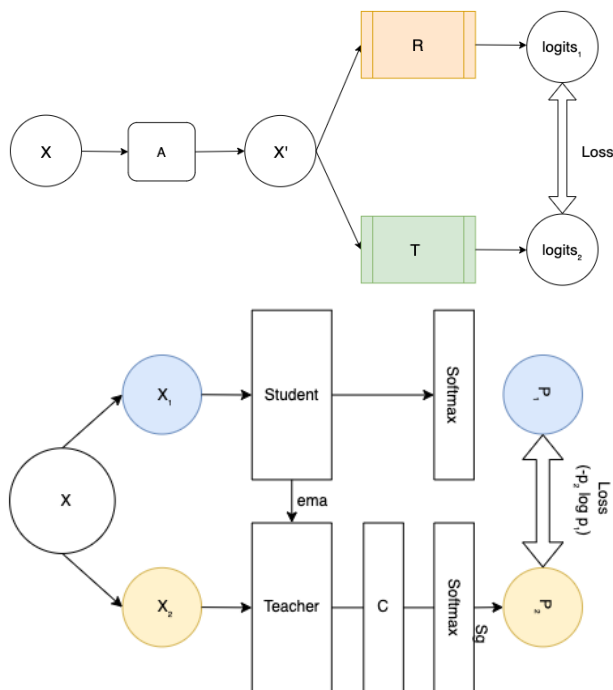 R
logits₁
X
A
X'
Loss
T
logits₂
X₁
Student
Softmax
P₁
X
ema
Loss
(-p₂ log p₁)
X₂
Teacher
C
Softmax
Sg
P₂